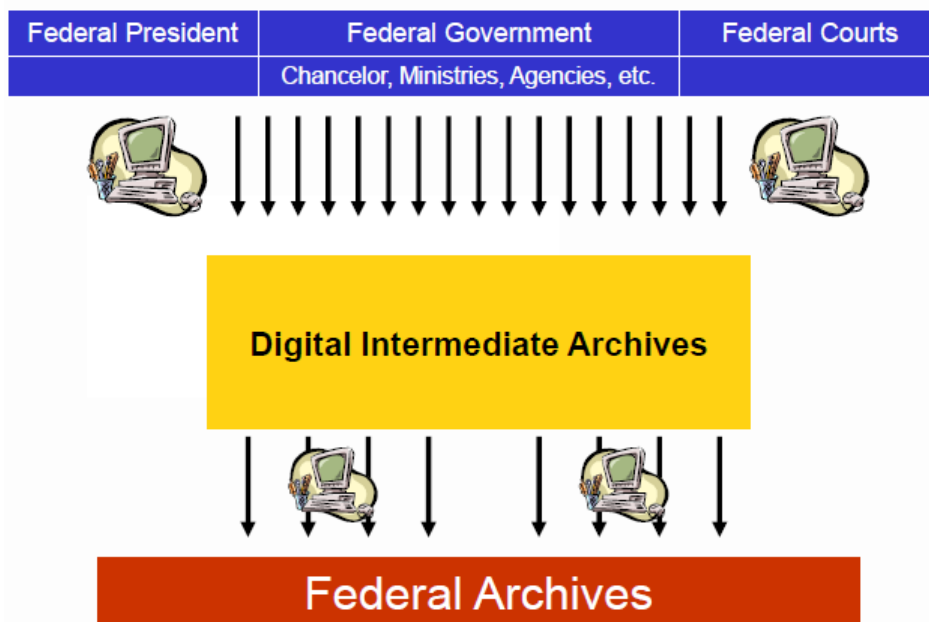 Federal President Federal Government Federal Courts
Chancelor, Ministries, Agencies, etc.
Digital Intermediate Archives
Federal Archives